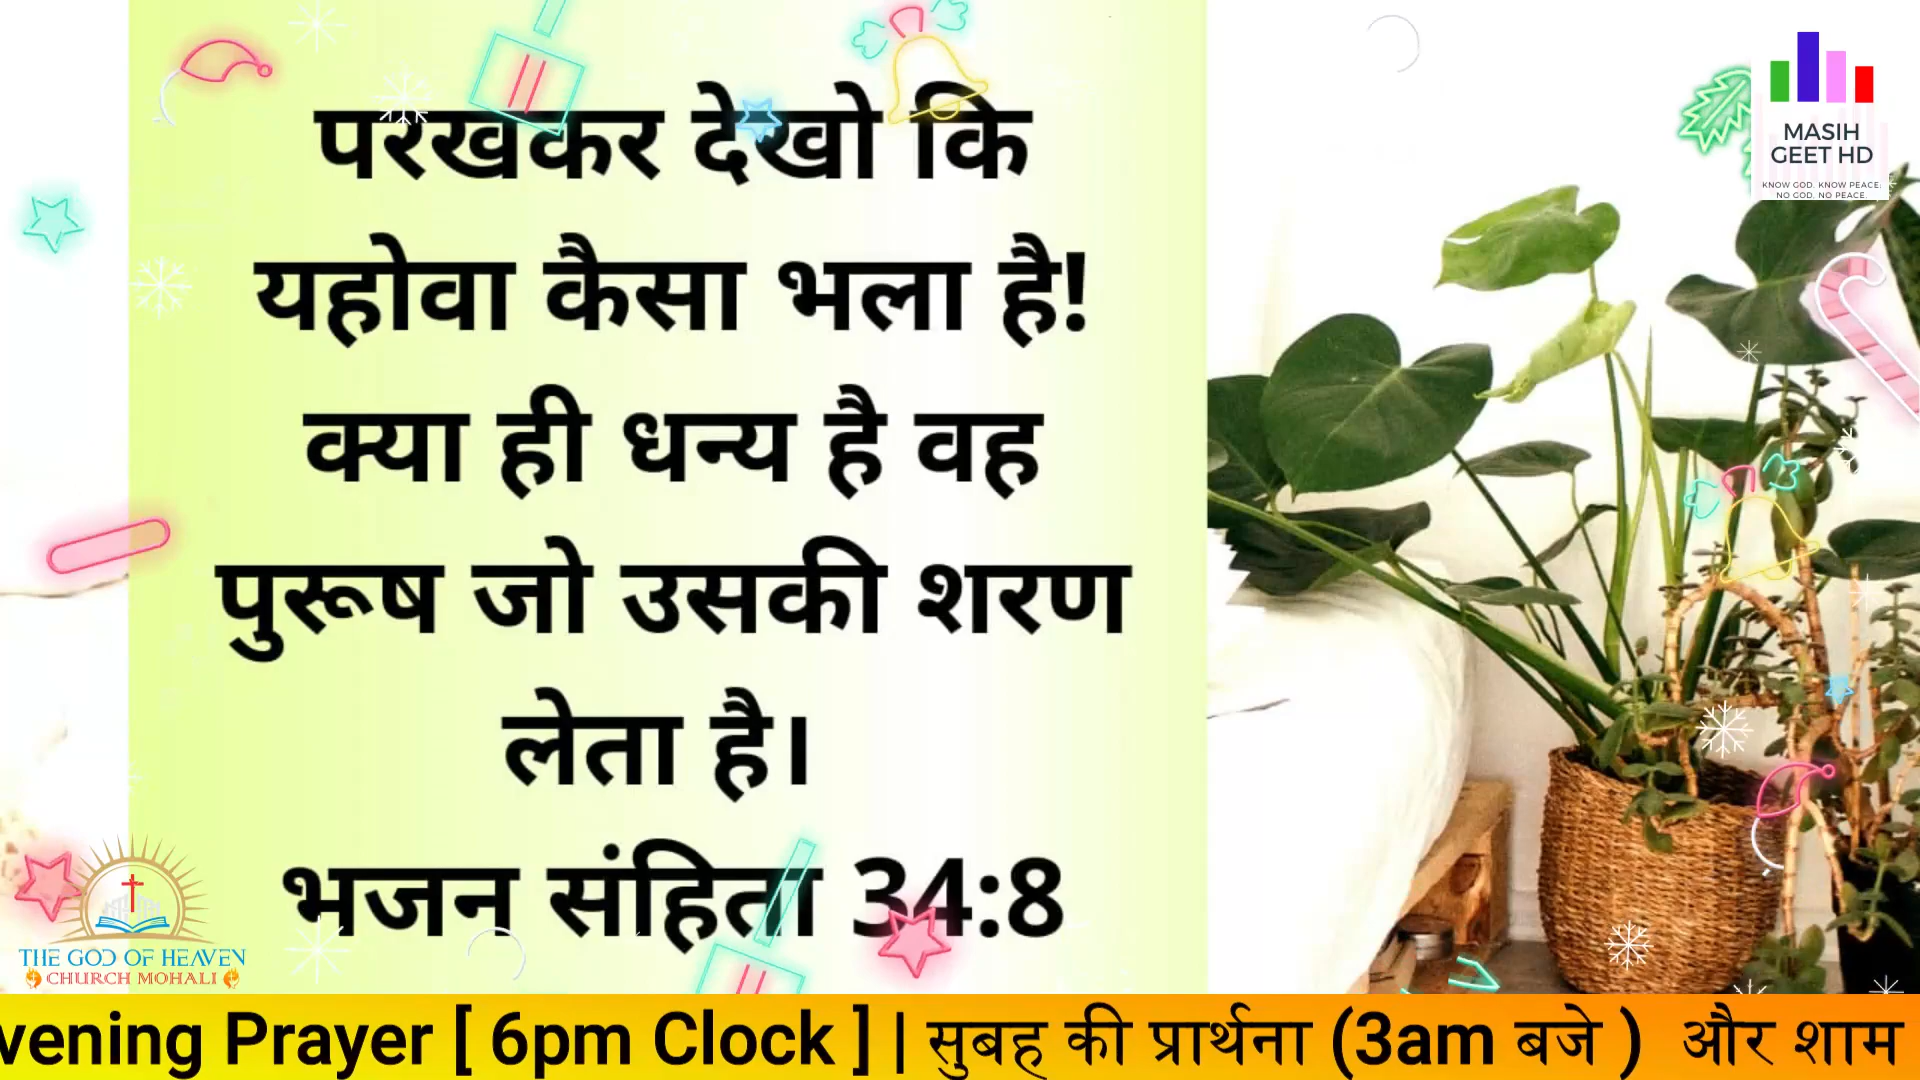 परखकर देखो कि
यहोवा कैसा भला है!
क्या ही धन्य है वह
पुरूष जो उसकी शरण
लेता है।
भजन संहिता 34:8
MASIH
GEET HD
KNOW GOD. KNOW PEACE.
NO GOD. NO PEACE.
THE GOD OF HEAVEN
CHURCH MOHALI
vening Prayer [ 6pm Clock ] | सुबह की प्रार्थना (3am बजे ) और शाम